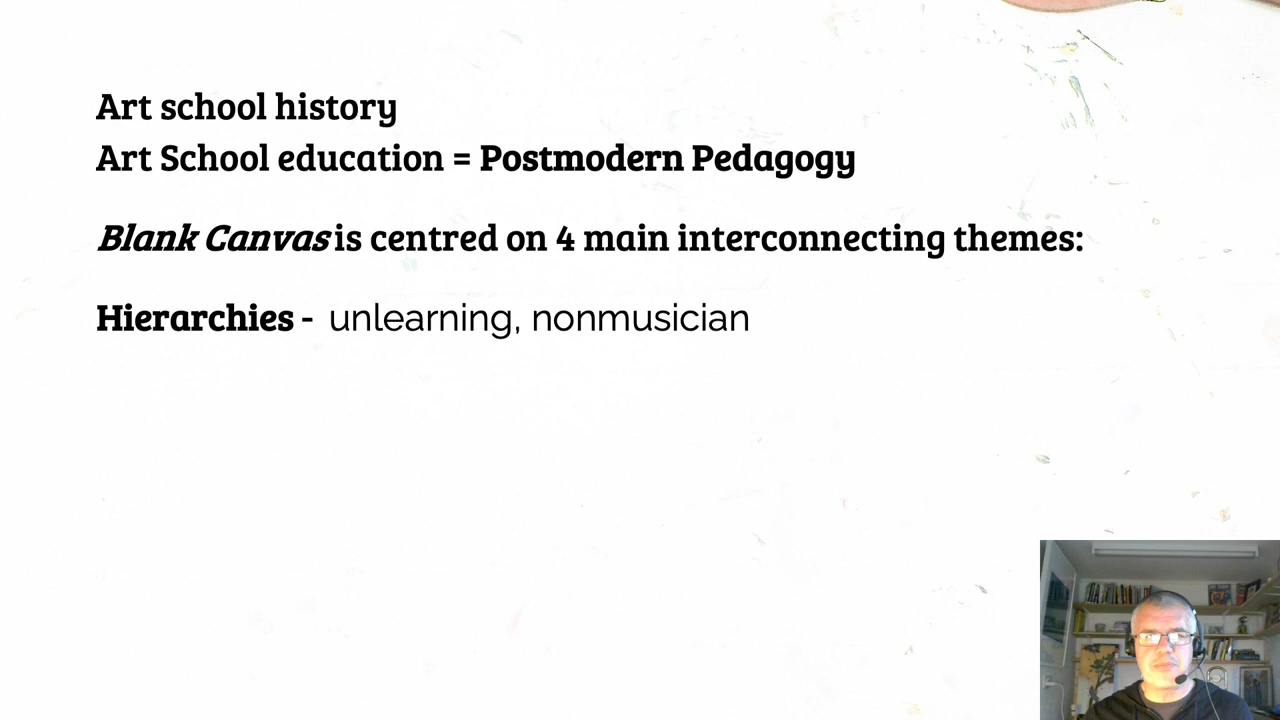 Art school history
Art School education = Postmodern Pedagogy
Blank Canvas is centred on 4 main interconnecting themes:
Hierarchies - unlearning, nonmusician